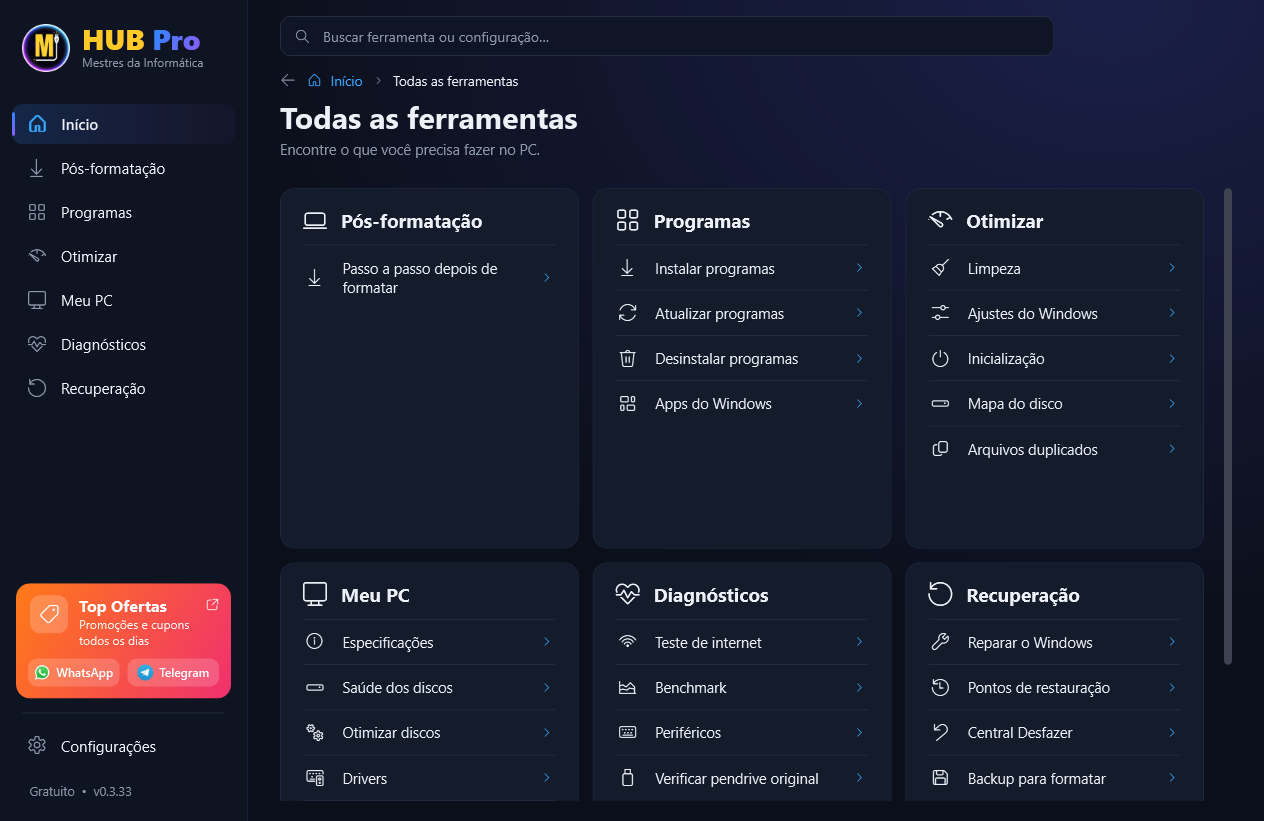 M
HUB Pro
Mestres da Informática
Início
Pós-formatação
Programas
Otimizar
Meu PC
Diagnósticos
Recuperação
Top Ofertas
Promoções e cupons
todos os dias
WhatsApp
Telegram
Configurações
Gratuito • v0.3.33
Buscar ferramenta ou configuração...
Início
Todas as ferramentas
Todas as ferramentas
Encontre o que você precisa fazer no PC.
Pós-formatação
Passo a passo depois de
formatar
Programas
Instalar programas
Atualizar programas
Desinstalar programas
Apps do Windows
Otimizar
Limpeza
Ajustes do Windows
Inicialização
Mapa do disco
Arquivos duplicados
Meu PC
Especificações
Saúde dos discos
Otimizar discos
Drivers
Diagnósticos
Teste de internet
Benchmark
Periféricos
Verificar pendrive original
Recuperação
Reparar o Windows
Pontos de restauração
Central Desfazer
Backup para formatar